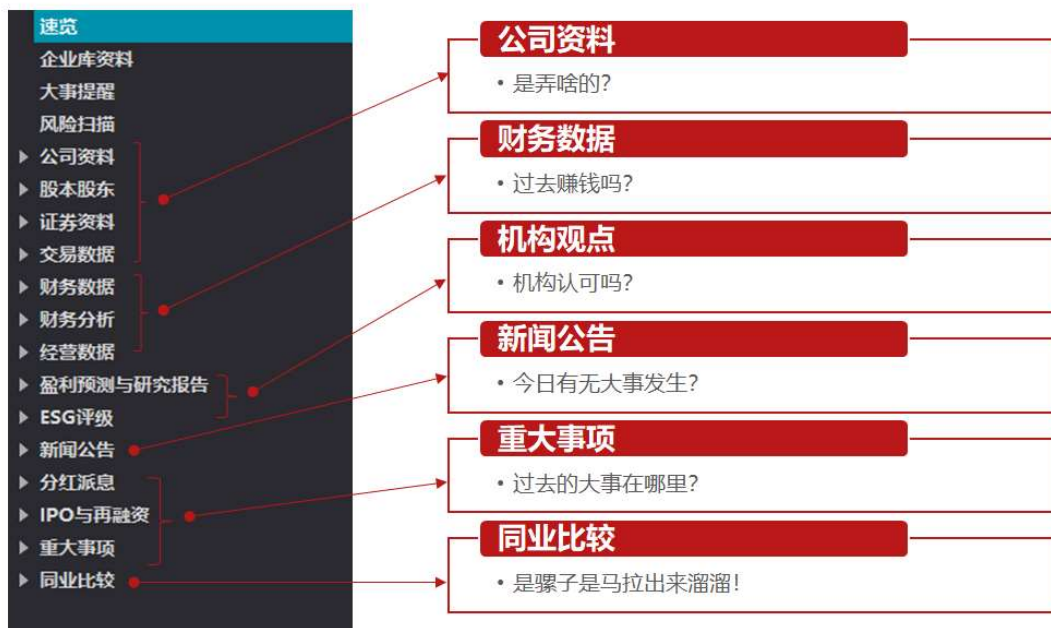 速览
企业库资料
大事提醒
风险扫描
公司资料
股本股东
证券资料
交易数据
财务数据
财务分析
经营数据
盈利预测与研究报告
ESG评级
新闻公告
分红派息
IPO与再融资
重大事项
同业比较
公司资料
• 是弄啥的?
财务数据
• 过去赚钱吗?
机构观点
• 机构认可吗?
新闻公告
• 今日有无大事发生?
重大事项
• 过去的大事在哪里?
同业比较
• 是骡子是马拉出来溜溜!